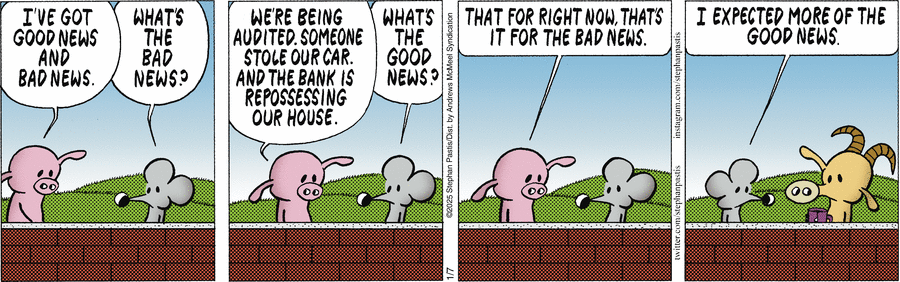 I'VE GOT
GOOD NEWS
AND
BAD NEWS.
WHAT'S
THE
BAD
NEWS?
WE'RE BEING
AUDITED. SOMEONE
STOLE OUR CAR.
AND THE BANK IS
REPOSSESSING
OUR HOUSE.
WHAT'S
THE
GOOD
NEWS?
©2025 Stephan Pastis/Dist. by Andrews McMeel Syndication
1/7
THAT FOR RIGHT NOW, THAT'S
IT FOR THE BAD NEWS.
twitter.com/stephanpastis
instagram.com/stephanpastis
I EXPECTED MORE OF THE
GOOD NEWS.